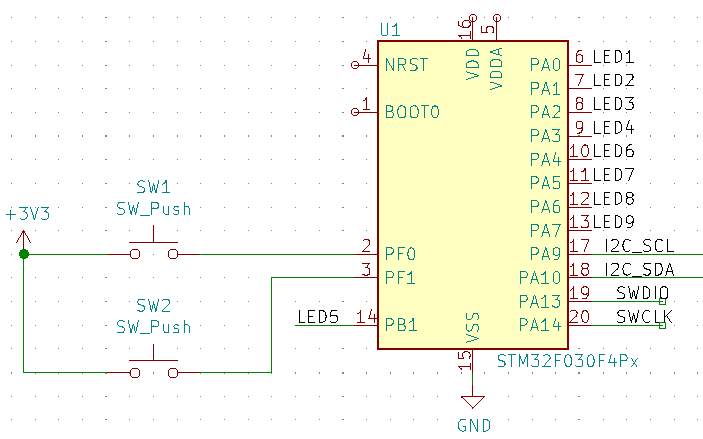 U1
16
5
VDD
VDDA
4
NRST
1
BOOT0
PA0
6
LED1
PA1
7
LED2
PA2
8
LED3
PA3
9
LED4
PA4
10
LED6
PA5
11
LED7
PA6
12
LED8
PA7
13
LED9
SW1
SW_Push
+3V3
2
PF0
PA9
17
I2C_SCL
3
PF1
PA10
18
I2C_SDA
PA13
19
SWDIO
SW2
SW_Push
LED5
14
PB1
PA14
20
SWCLK
VSS
15
STM32F030F4Px
GND